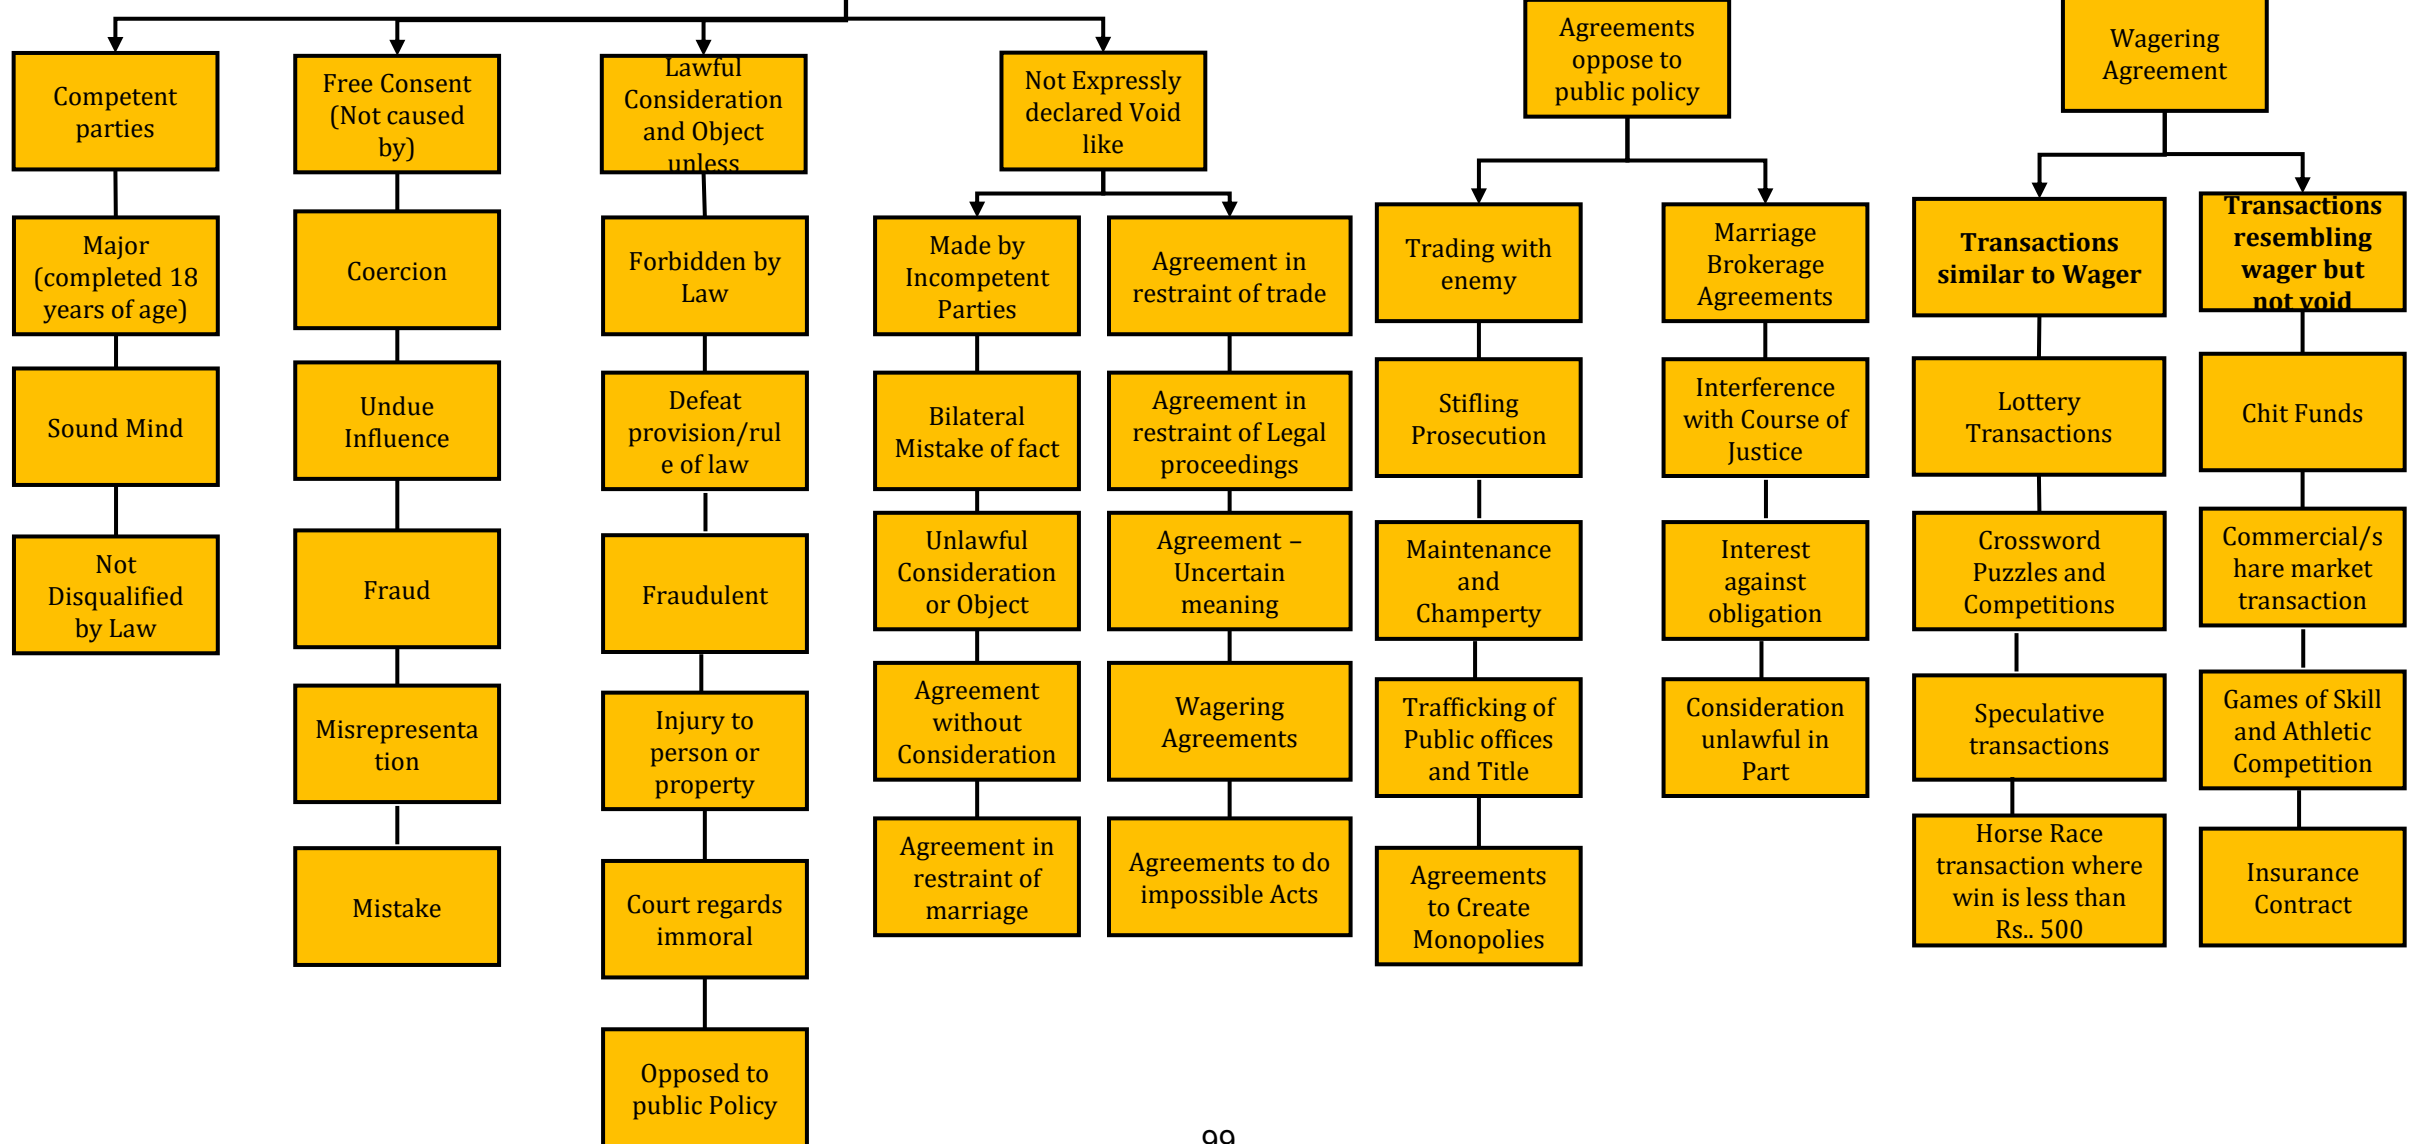 Competent
parties
Major
(completed 18
years of age)
Sound Mind
Not
Disqualified
by Law
Free Consent
(Not caused
by)
Coercion
Undue
Influence
Fraud
Misrepresenta
tion
Mistake
Lawful
Consideration
and Object
unless
Forbidden by
Law
Defeat
provision/rul
e of law
Fraudulent
Injury to
person or
property
Court regards
immoral
Opposed to
public Policy
Not Expressly
declared Void
like
Made by
Incompetent
Parties
Bilateral
Mistake of fact
Unlawful
Consideration
or Object
Agreement
without
Consideration
Agreement in
restraint of
marriage
Agreement in
restraint of trade
Agreement in
restraint of Legal
proceedings
Agreement –
Uncertain
meaning
Wagering
Agreements
Agreements to do
impossible Acts
Agreements
oppose to
public policy
Trading with
enemy
Stifling
Prosecution
Maintenance
and
Champerty
Trafficking of
Public offices
and Title
Agreements
to Create
Monopolies
Marriage
Brokerage
Agreements
Interference
with Course of
Justice
Interest
against
obligation
Consideration
unlawful in
Part
Wagering
Agreement
Transactions
similar to Wager
Lottery
Transactions
Crossword
Puzzles and
Competitions
Speculative
transactions
Horse Race
transaction where
win is less than
Rs.. 500
Transactions
resembling
wager but
not void
Chit Funds
Commercial/s
hare market
transaction
Games of Skill
and Athletic
Competition
Insurance
Contract
99